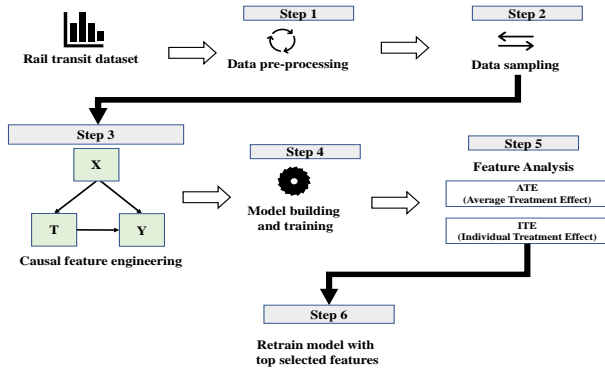 Step 1
Step 2
Rail transit dataset
Data pre-processing
Data sampling
Step 3
X
T
Y
Causal feature engineering
Step 4
Model building
and training
Step 5
Feature Analysis
ATE
(Average Treatment Effect)
ITE
(Individual Treatment Effect)
Step 6
Retrain model with
top selected features